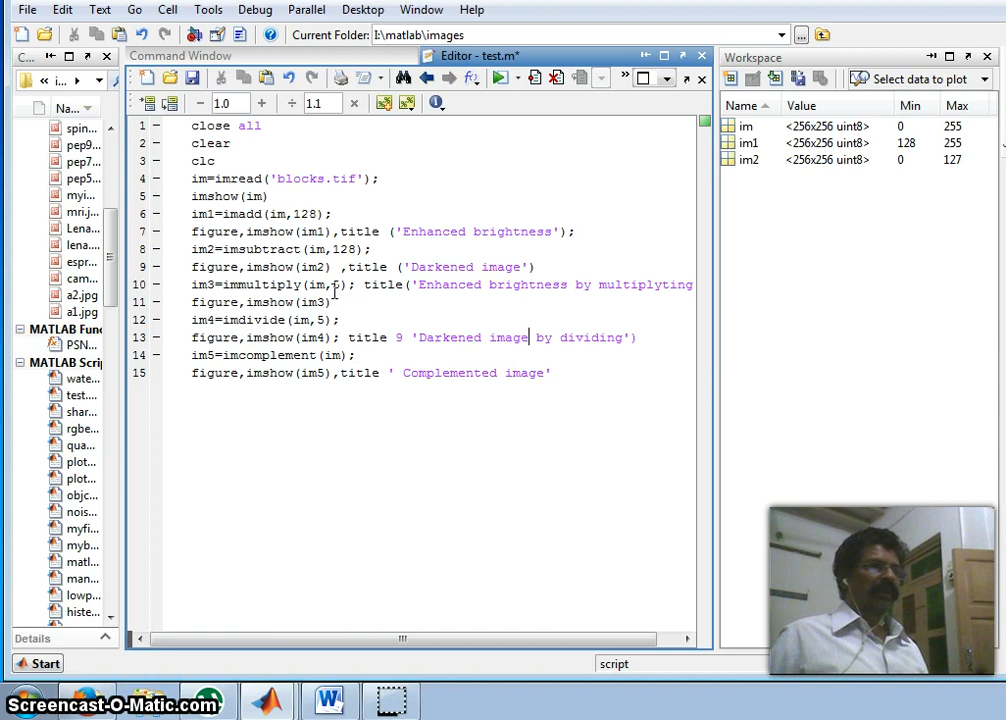 File Edit Text Go Cell Tools Debug Parallel Desktop Window Help
Current Folder: I:\matlab\images ...
C... Command Window Editor - test.m* Workspace
« i... Select data to plot
1.0 1.1
Na... Name Value Min Max
spin...
pep9...
pep7...
pep5...
myi...
mri.j...
Lena...
lena...
espr...
cam...
a2.jpg
a1.jpg
MATLAB Func
PSN...
MATLAB Scrip
wate...
test....
shar...
rgbe...
qua...
plot...
plot...
objc...
nois...
myfi...
myb...
matl...
man...
lowp...
histe...
Details
1 close all
2 clear
3 clc
4 im=imread('blocks.tif');
5 imshow(im)
6 im1=imadd(im,128);
7 figure,imshow(im1),title ('Enhanced brightness');
8 im2=imsubtract(im,128);
9 figure,imshow(im2) ,title ('Darkened image')
10 im3=immultiply(im, ); title('Enhanced brightness by multiplyting
11 figure,imshow(im3)
12 im4=imdivide(im,5);
13 figure,imshow(im4); title 9 'Darkened image by dividing')
14 im5=imcomplement(im);
15 figure,imshow(im5),title ' Complemented image'
im <256x256 uint8> 0 255
im1 <256x256 uint8> 128 255
im2 <256x256 uint8> 0 127
Start script
Screencast-O-Matic.com